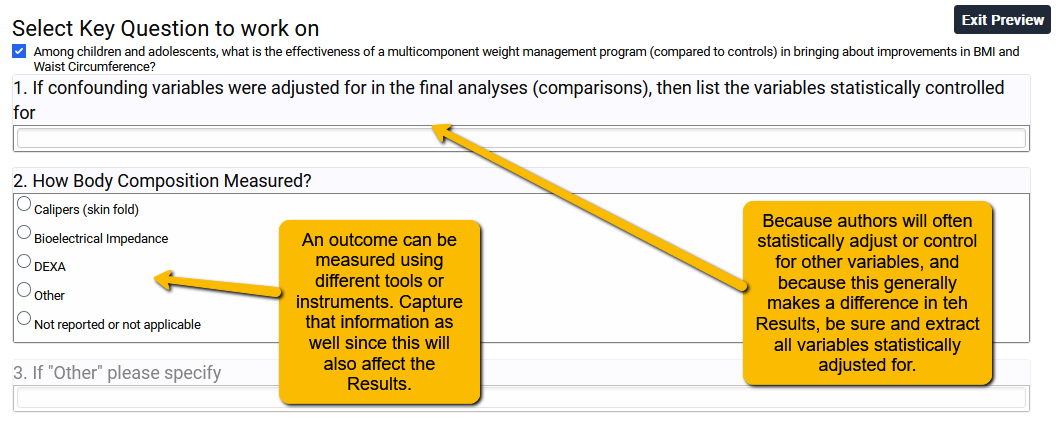 Select Key Question to work on
Exit Preview
Among children and adolescents, what is the effectiveness of a multicomponent weight management program (compared to controls) in bringing about improvements in BMI and
Waist Circumference?
1. If confounding variables were adjusted for in the final analyses (comparisons), then list the variables statistically controlled
for
2. How Body Composition Measured?
Calipers (skin fold)
Bioelectrical Impedance
DEXA
Other
Not reported or not applicable
An outcome can be
measured using
different tools or
instruments. Capture
that information as
well since this will
also affect the
Results.
Because authors will often
statistically adjust or control
for other variables, and
because this generally
makes a difference in teh
Results, be sure and extract
all variables statistically
adjusted for.
3. If "Other" please specify